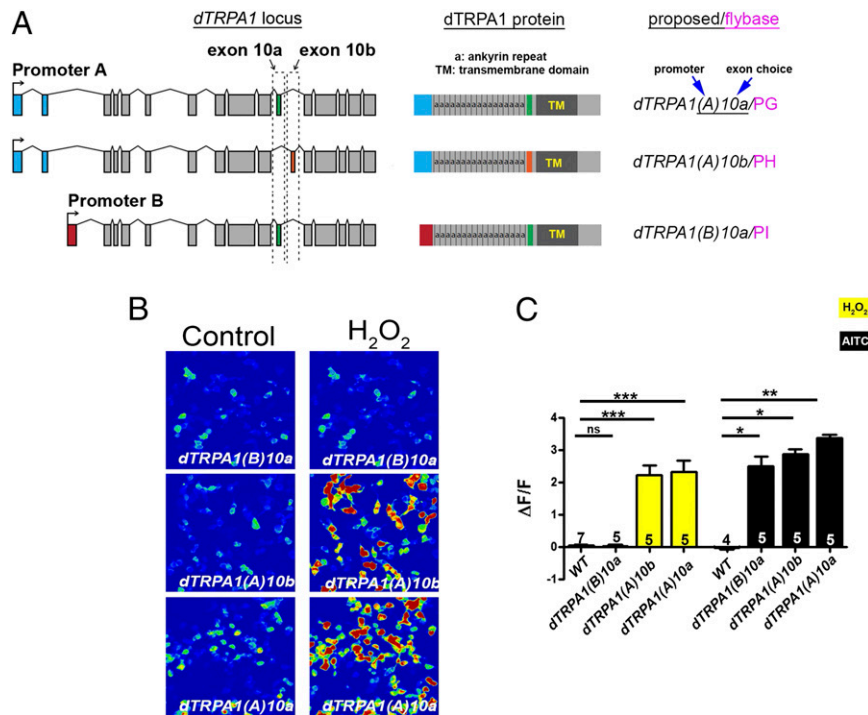 A
dTRPA1 locus
dTRPA1 protein
proposed/flybase
exon 10a
exon 10b
a: ankyrin repeat
TM: transmembrane domain
promoter
exon choice
Promoter A
aaaaaaaaaaaaaaaa
TM
dTRPA1(A)10a/PG
aaaaaaaaaaaaaaaa
TM
dTRPA1(A)10b/PH
Promoter B
aaaaaaaaaaaaaaaa
TM
dTRPA1(B)10a/PI
B
Control
H2O2
dTRPA1(B)10a
dTRPA1(B)10a
dTRPA1(A)10b
dTRPA1(A)10b
dTRPA1(A)10a
dTRPA1(A)10a
C
H2O2
AITC
***
***
ns
**
*
*
ΔF/F
4
3
2
1
0
-1
7
5
5
5
4
5
5
5
WT
dTRPA1(B)10a
dTRPA1(A)10b
dTRPA1(A)10a
WT
dTRPA1(B)10a
dTRPA1(A)10b
dTRPA1(A)10a